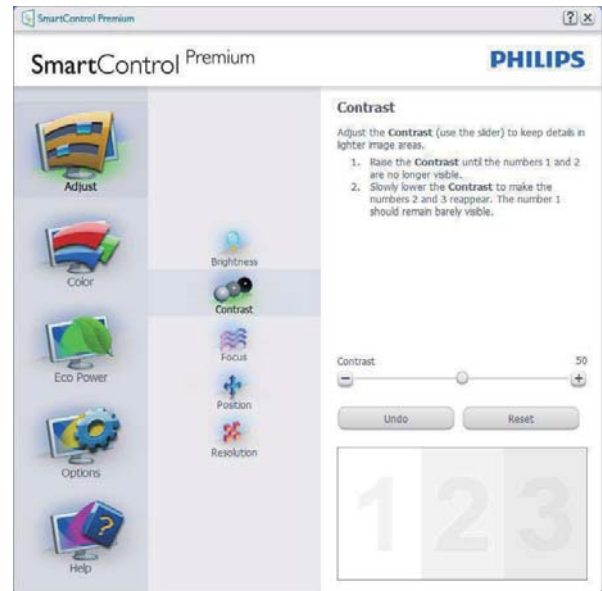 SmartControl Premium
? x
SmartControl Premium
PHILIPS
Adjust
Color
Eco Power
Options
Help
Brightness
Contrast
Focus
Position
Resolution
Contrast
Adjust the Contrast (use the slider) to keep details in
lighter image areas.
1. Raise the Contrast until the numbers 1 and 2
are no longer visible.
2. Slowly lower the Contrast to make the
numbers 2 and 3 reappear. The number 1
should remain barely visible.
Contrast 50
Undo Reset
1 2 3